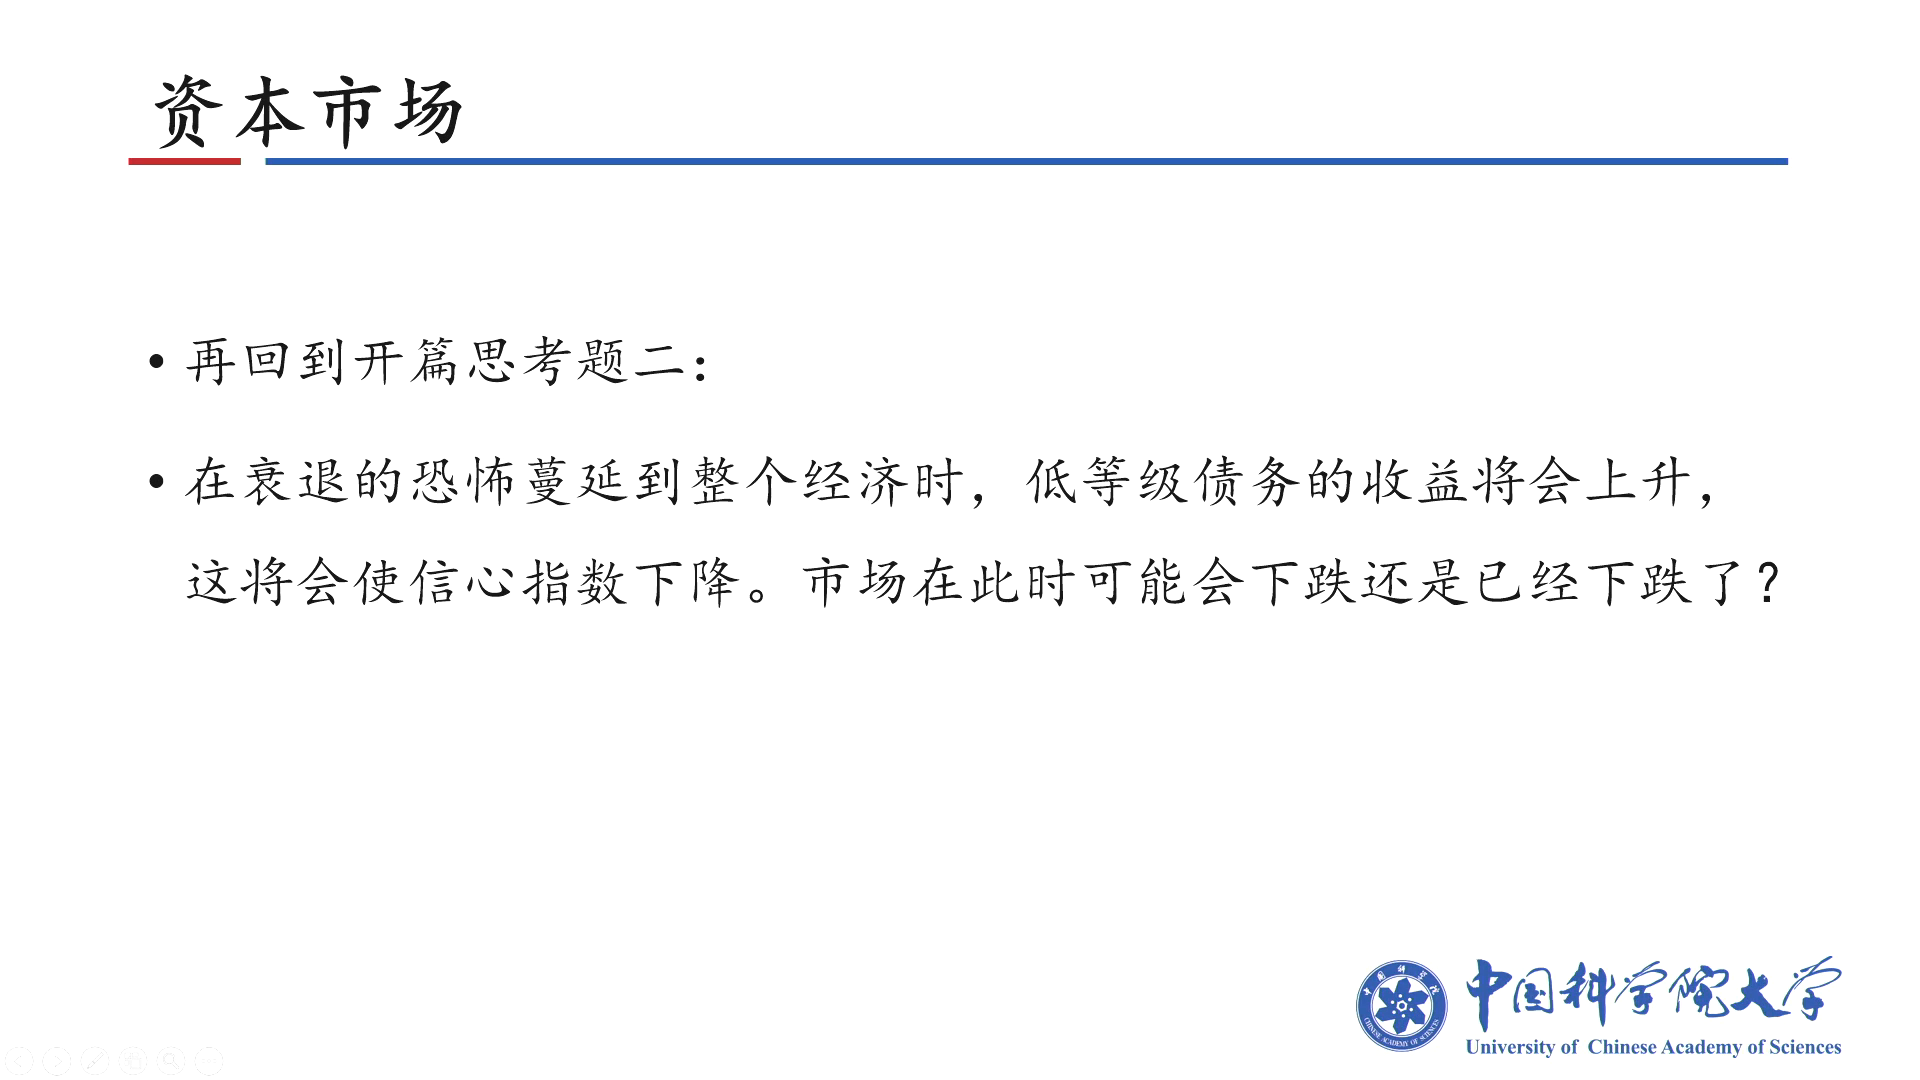 资本市场
• 再回到开篇思考题二：
• 在衰退的恐怖蔓延到整个经济时，低等级债务的收益将会上升，
这将会使信心指数下降。市场在此时可能会下跌还是已经下跌了？
中国科学院大学
University of Chinese Academy of Sciences